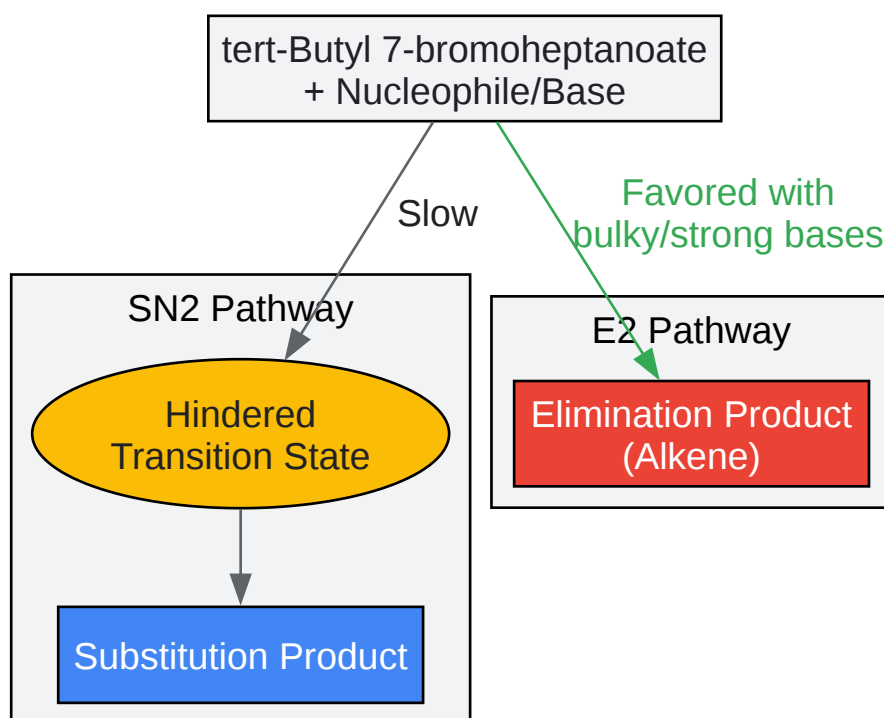 tert-Butyl 7-bromoheptanoate
+ Nucleophile/Base
Slow
Favored with
bulky/strong bases
SN2 Pathway
E2 Pathway
Hindered
Transition State
Elimination Product
(Alkene)
Substitution Product